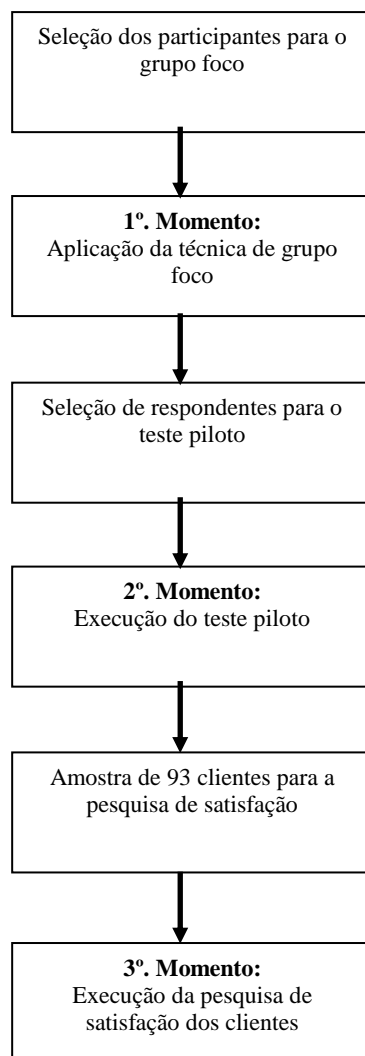 Seleção dos participantes para o
grupo foco
1º. Momento:
Aplicação da técnica de grupo
foco
Seleção de respondentes para o
teste piloto
2º. Momento:
Execução do teste piloto
Amostra de 93 clientes para a
pesquisa de satisfação
3º. Momento:
Execução da pesquisa de
satisfação dos clientes